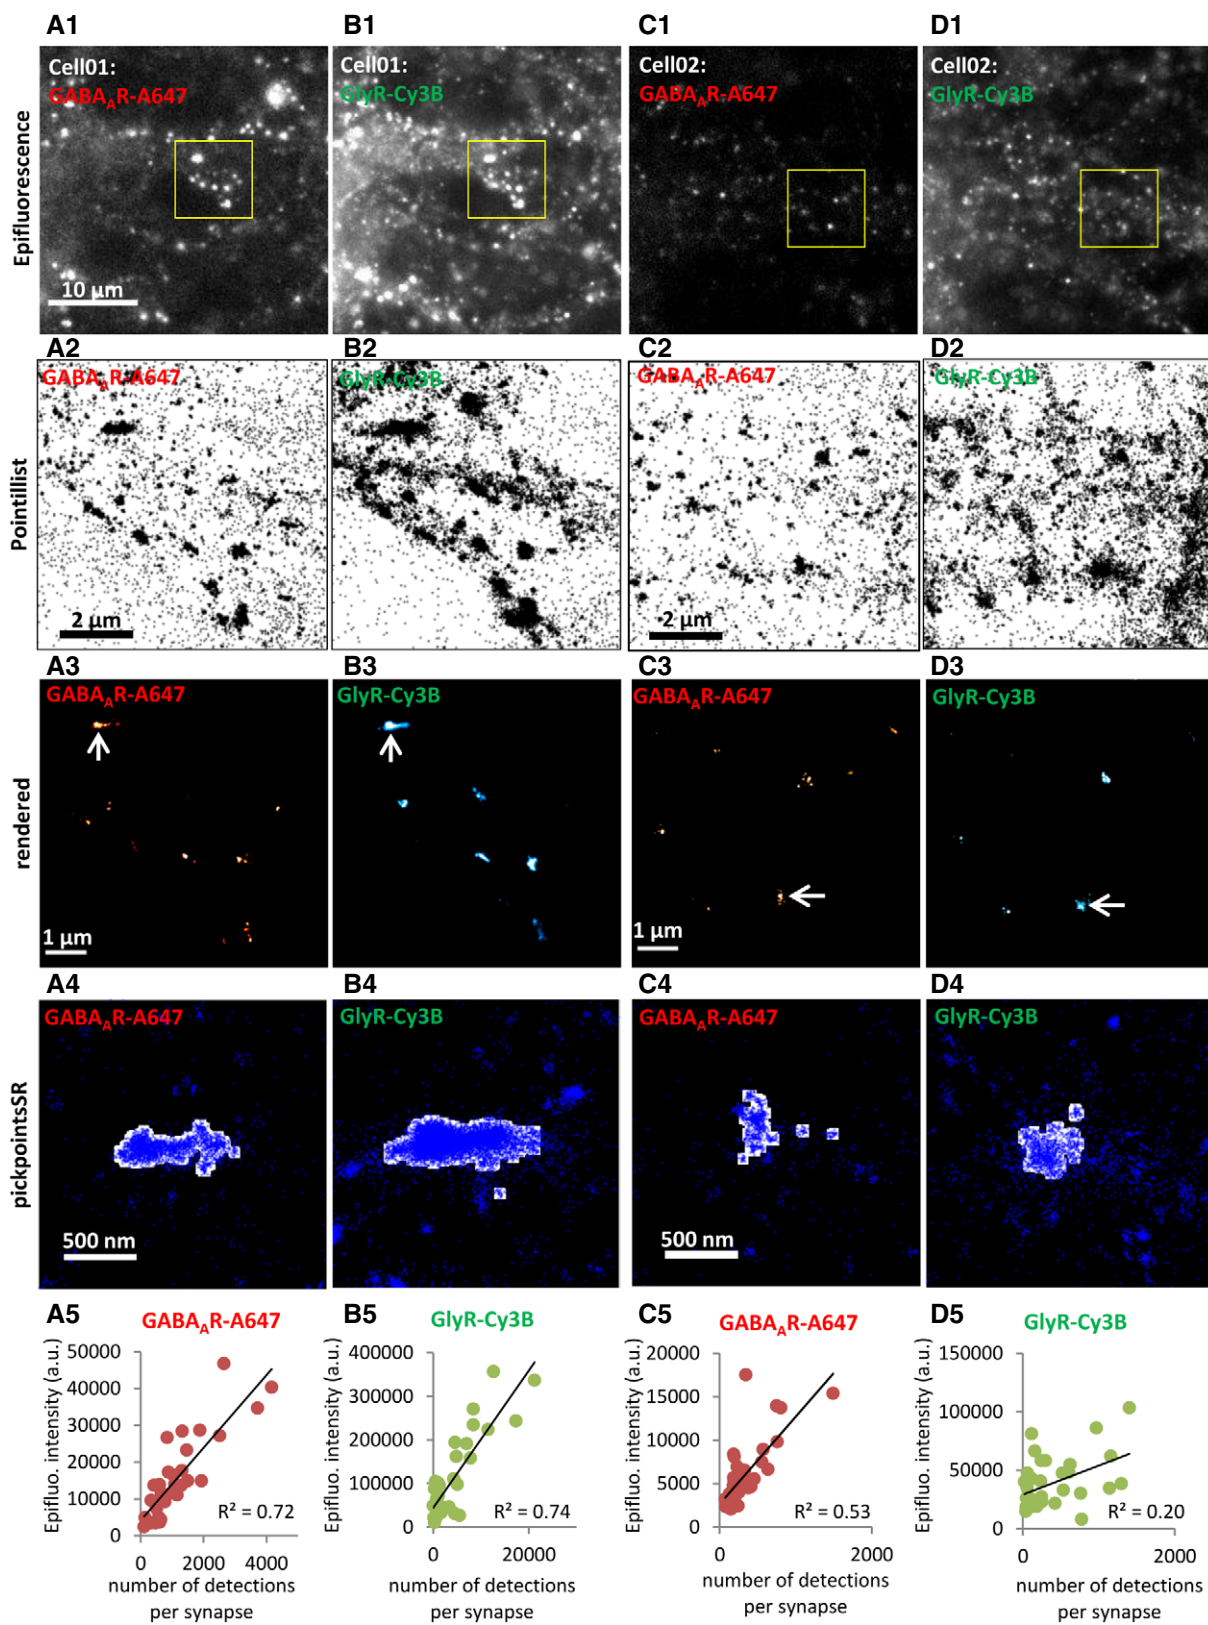 A1
B1
C1
D1
Epifluorescence
Cell01:
GABAAR-A647
Cell01:
GlyR-Cy3B
Cell02:
GABAAR-A647
Cell02:
GlyR-Cy3B
10 μm
A2
B2
C2
D2
Pointillist
GABAAR-A647
GlyR-Cy3B
GABAAR-A647
GlyR-Cy3B
2 μm
2 μm
A3
B3
C3
D3
rendered
GABAAR-A647
GlyR-Cy3B
GABAAR-A647
GlyR-Cy3B
1 μm
1 μm
A4
B4
C4
D4
pickpointsSR
GABAAR-A647
GlyR-Cy3B
GABAAR-A647
GlyR-Cy3B
500 nm
500 nm
A5
GABAAR-A647
Epifluo. intensity (a.u.)
50000
40000
30000
20000
10000
0
R² = 0.72
0 2000 4000
number of detections
per synapse
B5
GlyR-Cy3B
Epifluo. intensity (a.u.)
400000
300000
200000
100000
0
R² = 0.74
0 20000
number of detections
per synapse
C5
GABAAR-A647
Epifluo. intensity (a.u.)
20000
15000
10000
5000
0
R² = 0.53
0 2000
number of detections
per synapse
D5
GlyR-Cy3B
Epifluo. intensity (a.u.)
150000
100000
50000
0
R² = 0.20
0 2000
number of detections
per synapse